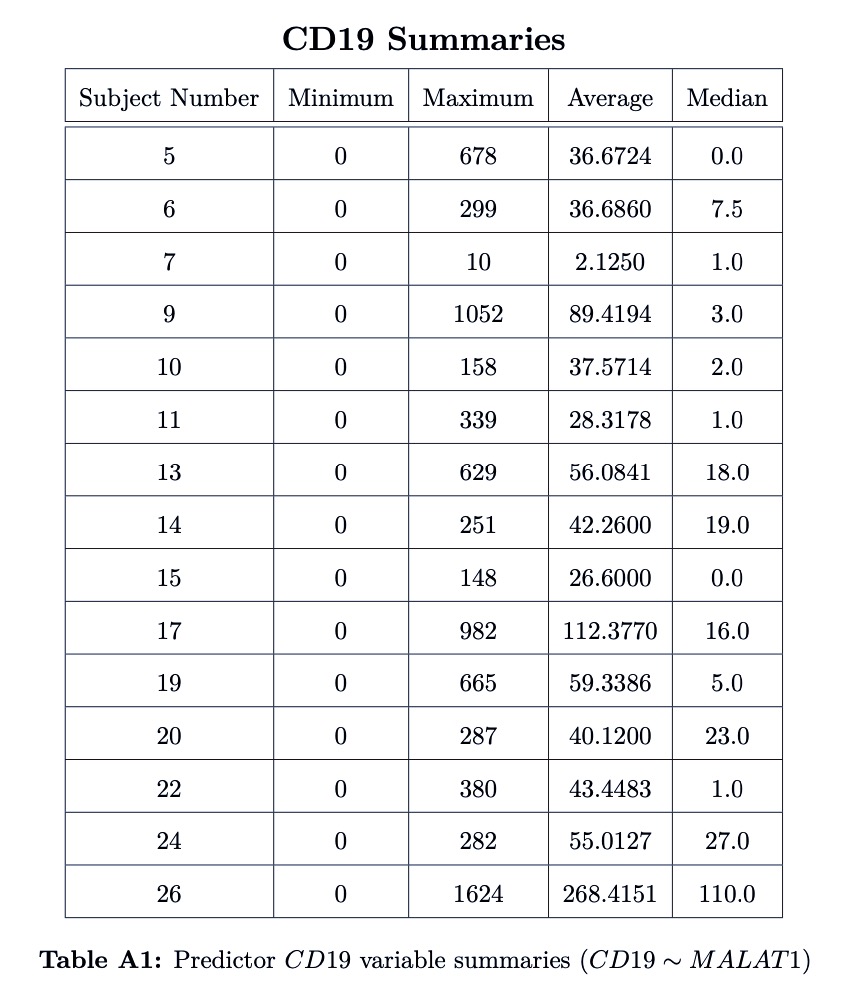 CD19 Summaries
Subject Number Minimum Maximum Average Median
5 0 678 36.6724 0.0
6 0 299 36.6860 7.5
7 0 10 2.1250 1.0
9 0 1052 89.4194 3.0
10 0 158 37.5714 2.0
11 0 339 28.3178 1.0
13 0 629 56.0841 18.0
14 0 251 42.2600 19.0
15 0 148 26.6000 0.0
17 0 982 112.3770 16.0
19 0 665 59.3386 5.0
20 0 287 40.1200 23.0
22 0 380 43.4483 1.0
24 0 282 55.0127 27.0
26 0 1624 268.4151 110.0
Table A1: Predictor CD19 variable summaries (CD19 ∼ MALAT1)